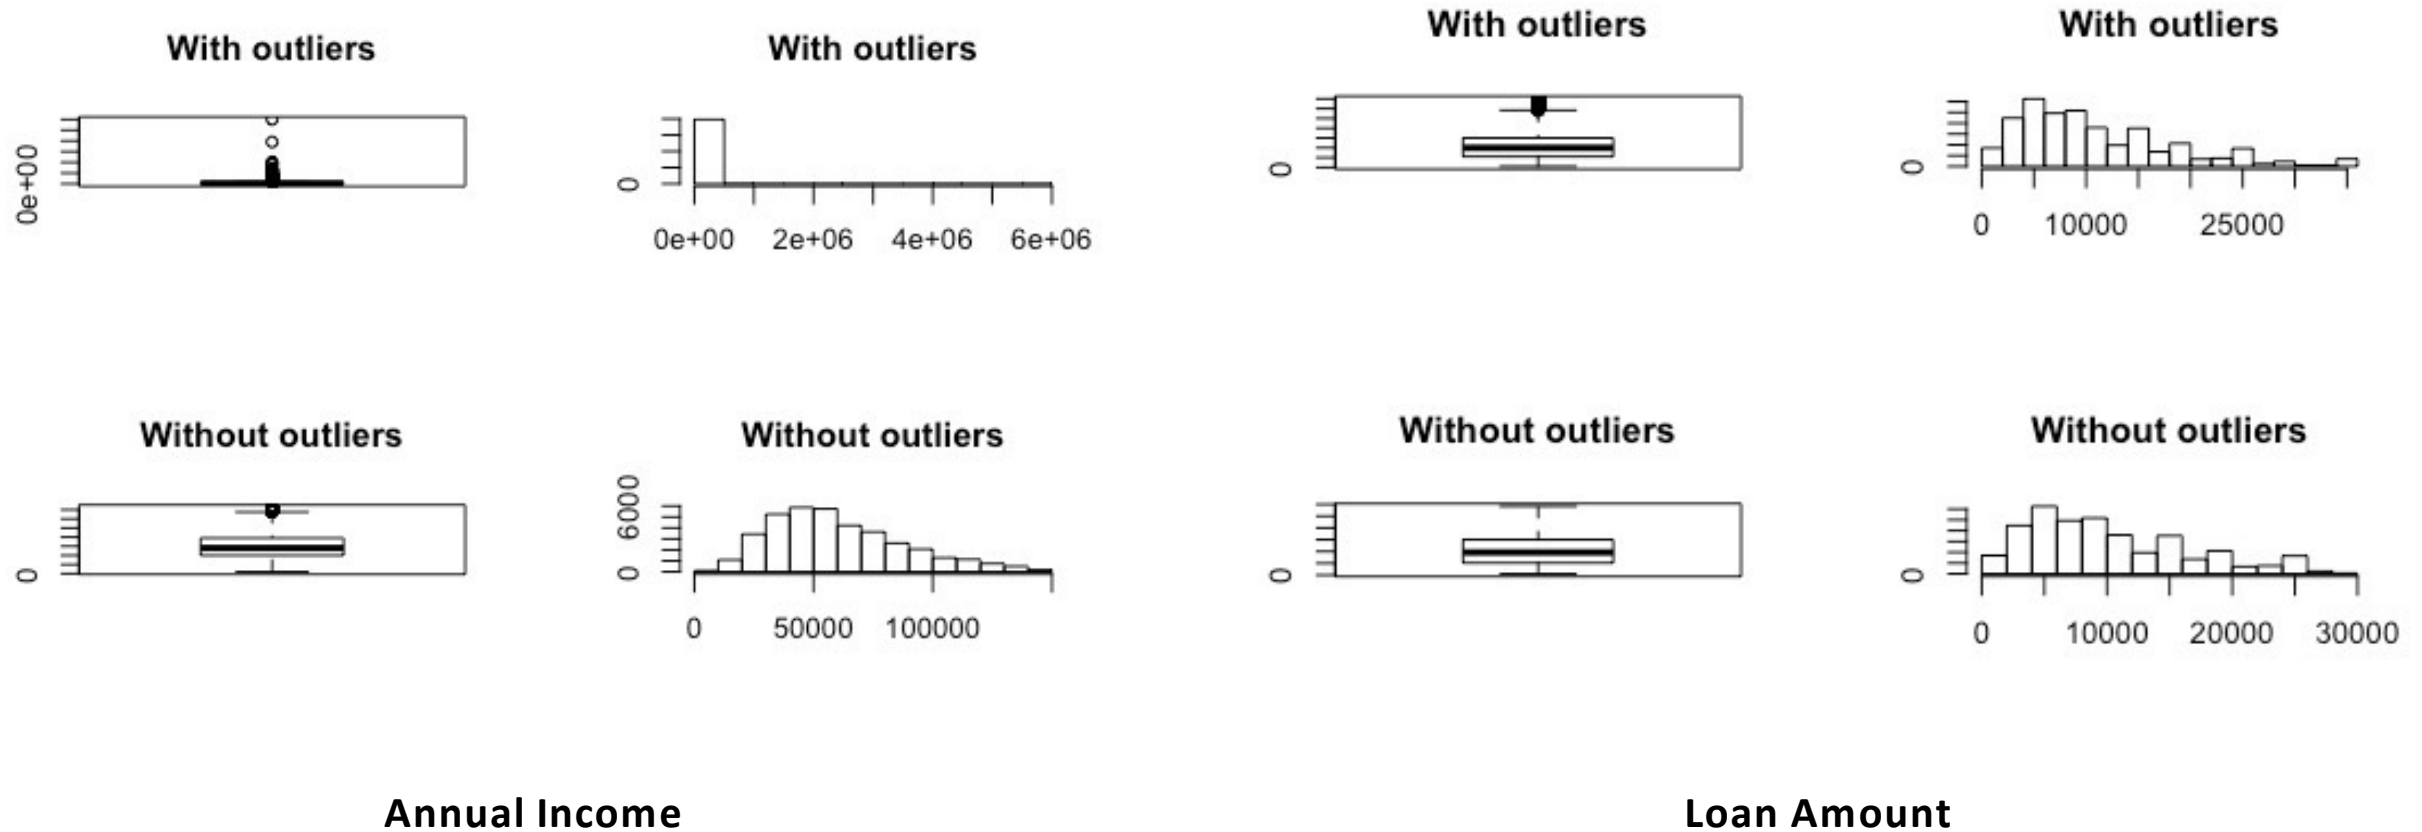 With outliers
0e+00
With outliers
0
0e+00 2e+06 4e+06 6e+06
With outliers
0
With outliers
0
0 10000 25000
Without outliers
0
Without outliers
0 6000
0 50000 100000
Without outliers
0
Without outliers
0
0 10000 20000 30000
Annual Income
Loan Amount